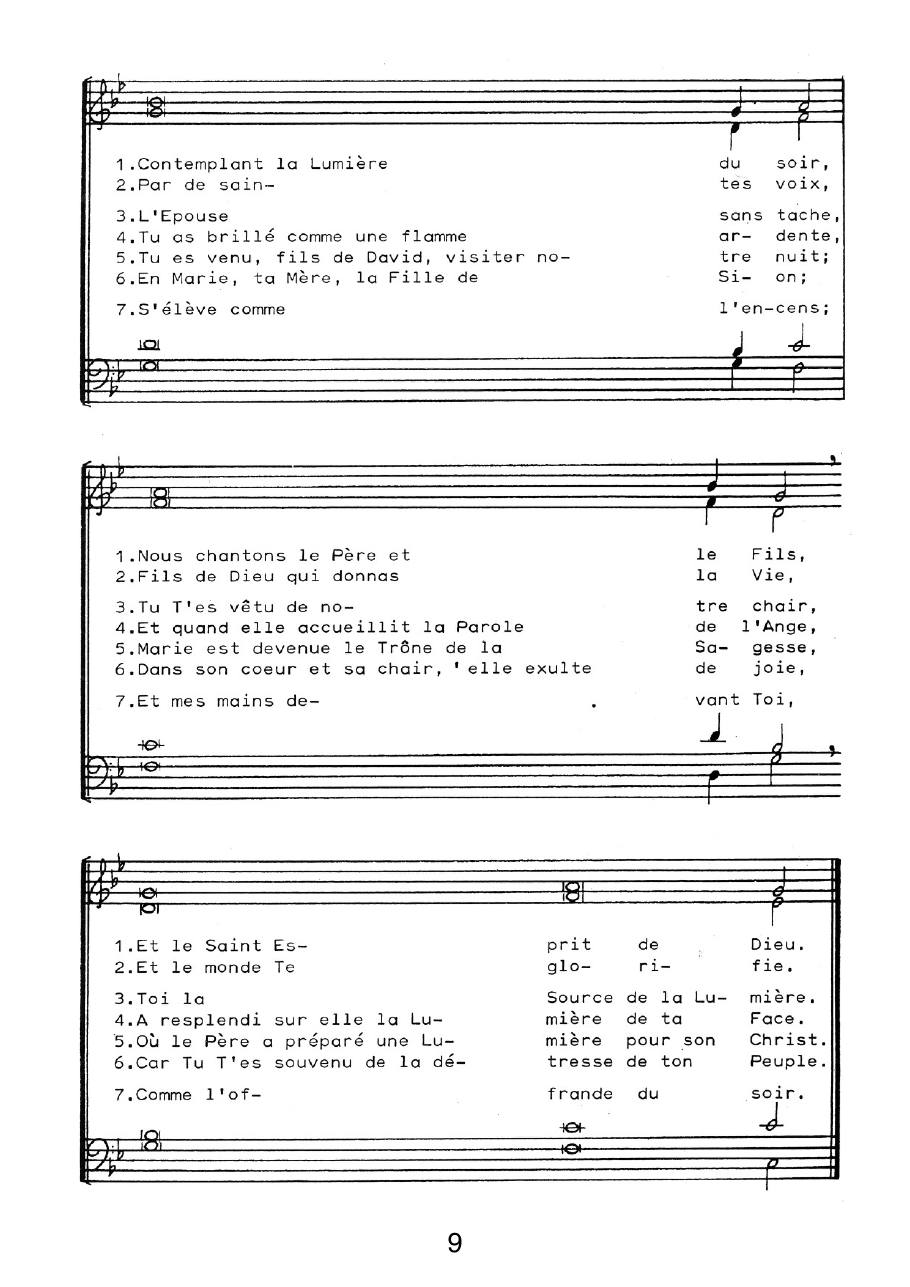 1.Contemplant la Lumière du soir,
2.Par de sain- tes voix,
3.L'Epouse sans tache,
4.Tu as brillé comme une flamme ar- dente,
5.Tu es venu, fils de David, visiter no- tre nuit;
6.En Marie, ta Mère, la Fille de Si- on;
7.S'élève comme l'en-cens;
1.Nous chantons le Père et le Fils,
2.Fils de Dieu qui donnas la Vie,
3.Tu T'es vêtu de no- tre chair,
4.Et quand elle accueillit la Parole de l'Ange,
5.Marie est devenue le Trône de la Sa- gesse,
6.Dans son coeur et sa chair, 'elle exulte de joie,
7.Et mes mains de- vant Toi,
1.Et le Saint Es- prit de Dieu.
2.Et le monde Te glo- ri- fie.
3.Toi la Source de la Lu- mière.
4.A resplendi sur elle la Lu- mière de ta Face.
5.Où le Père a préparé une Lu- mière pour son Christ.
6.Car Tu T'es souvenu de la dé- tresse de ton Peuple.
7.Comme l'of- frande du soir.
9